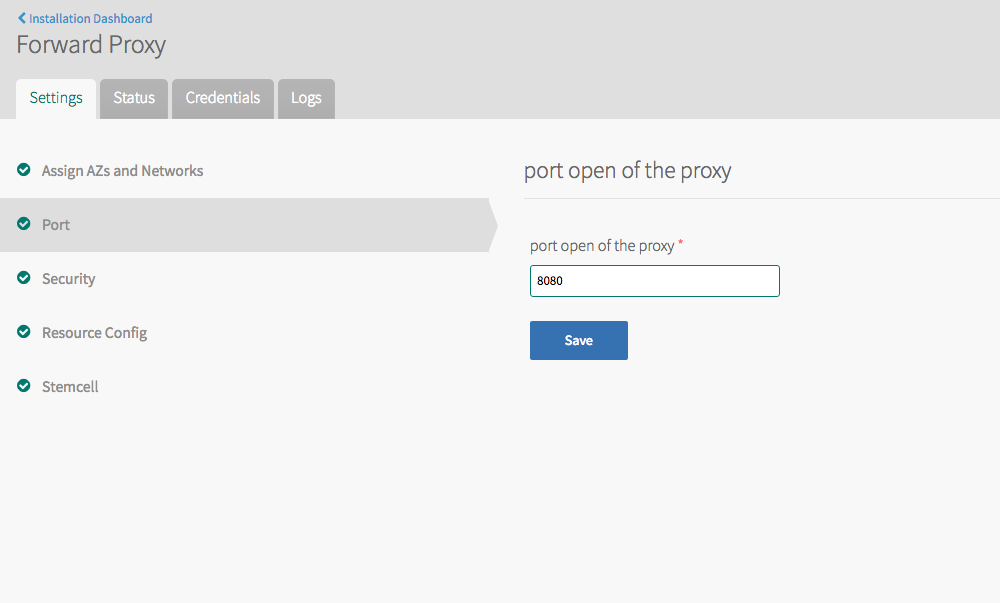 Installation Dashboard
Forward Proxy
Settings Status Credentials Logs
Assign AZs and Networks
Port
Security
Resource Config
Stemcell
port open of the proxy
port open of the proxy *
8080
Save